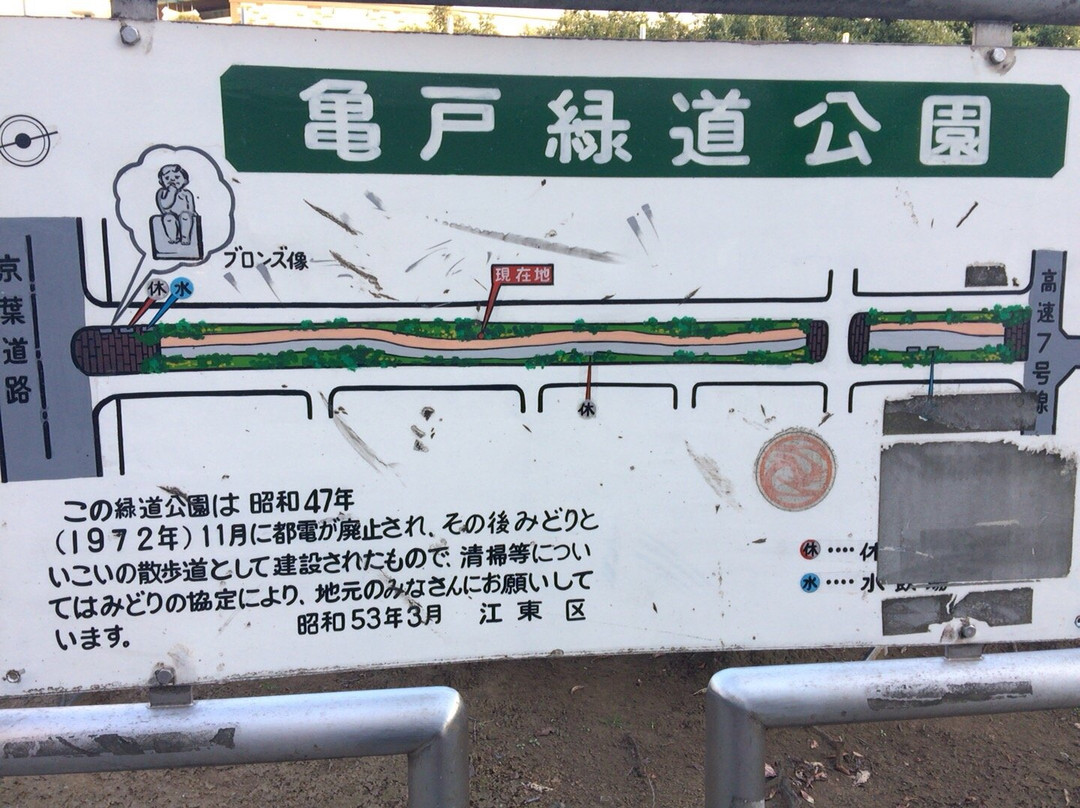 亀戸緑道公園
ブロンズ像
休
水
現在地
京葉道路
高速7号線
休
この緑道公園は 昭和47年
(1972年)11月に都電が廃止され、その後みどりと
いこいの散歩道として建設されたもので、清掃等につい
てはみどりの協定により、地元のみなさんにお願いして
います。
昭和53年3月 江東区
休‥‥休
水‥‥水